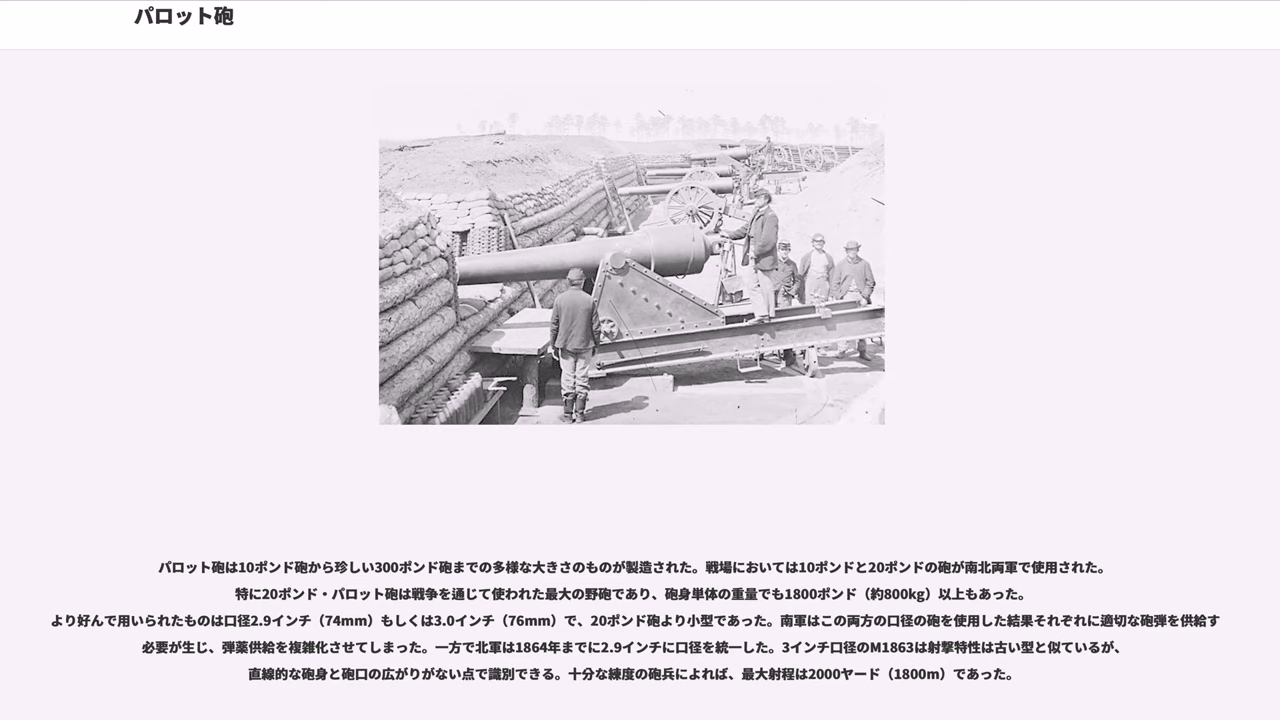 パロット砲
パロット砲は10ポンド砲から珍しい300ポンド砲までの多様な大きさのものが製造された。戦場においては10ポンドと20ポンドの砲が南北両軍で使用された。
特に20ポンド・パロット砲は戦争を通じて使われた最大の野砲であり、砲身単体の重量でも1800ポンド（約800kg）以上もあった。
より好んで用いられたものは口径2.9インチ（74mm）もしくは3.0インチ（76mm）で、20ポンド砲より小型であった。南軍はこの両方の口径の砲を使用した結果それぞれに適切な砲弾を供給す
必要が生じ、弾薬供給を複雑化させてしまった。一方で北軍は1864年までに2.9インチに口径を統一した。3インチ口径のM1863は射撃特性は古い型と似ているが、
直線的な砲身と砲口の広がりがない点で識別できる。十分な練度の砲兵によれば、最大射程は2000ヤード（1800m）であった。